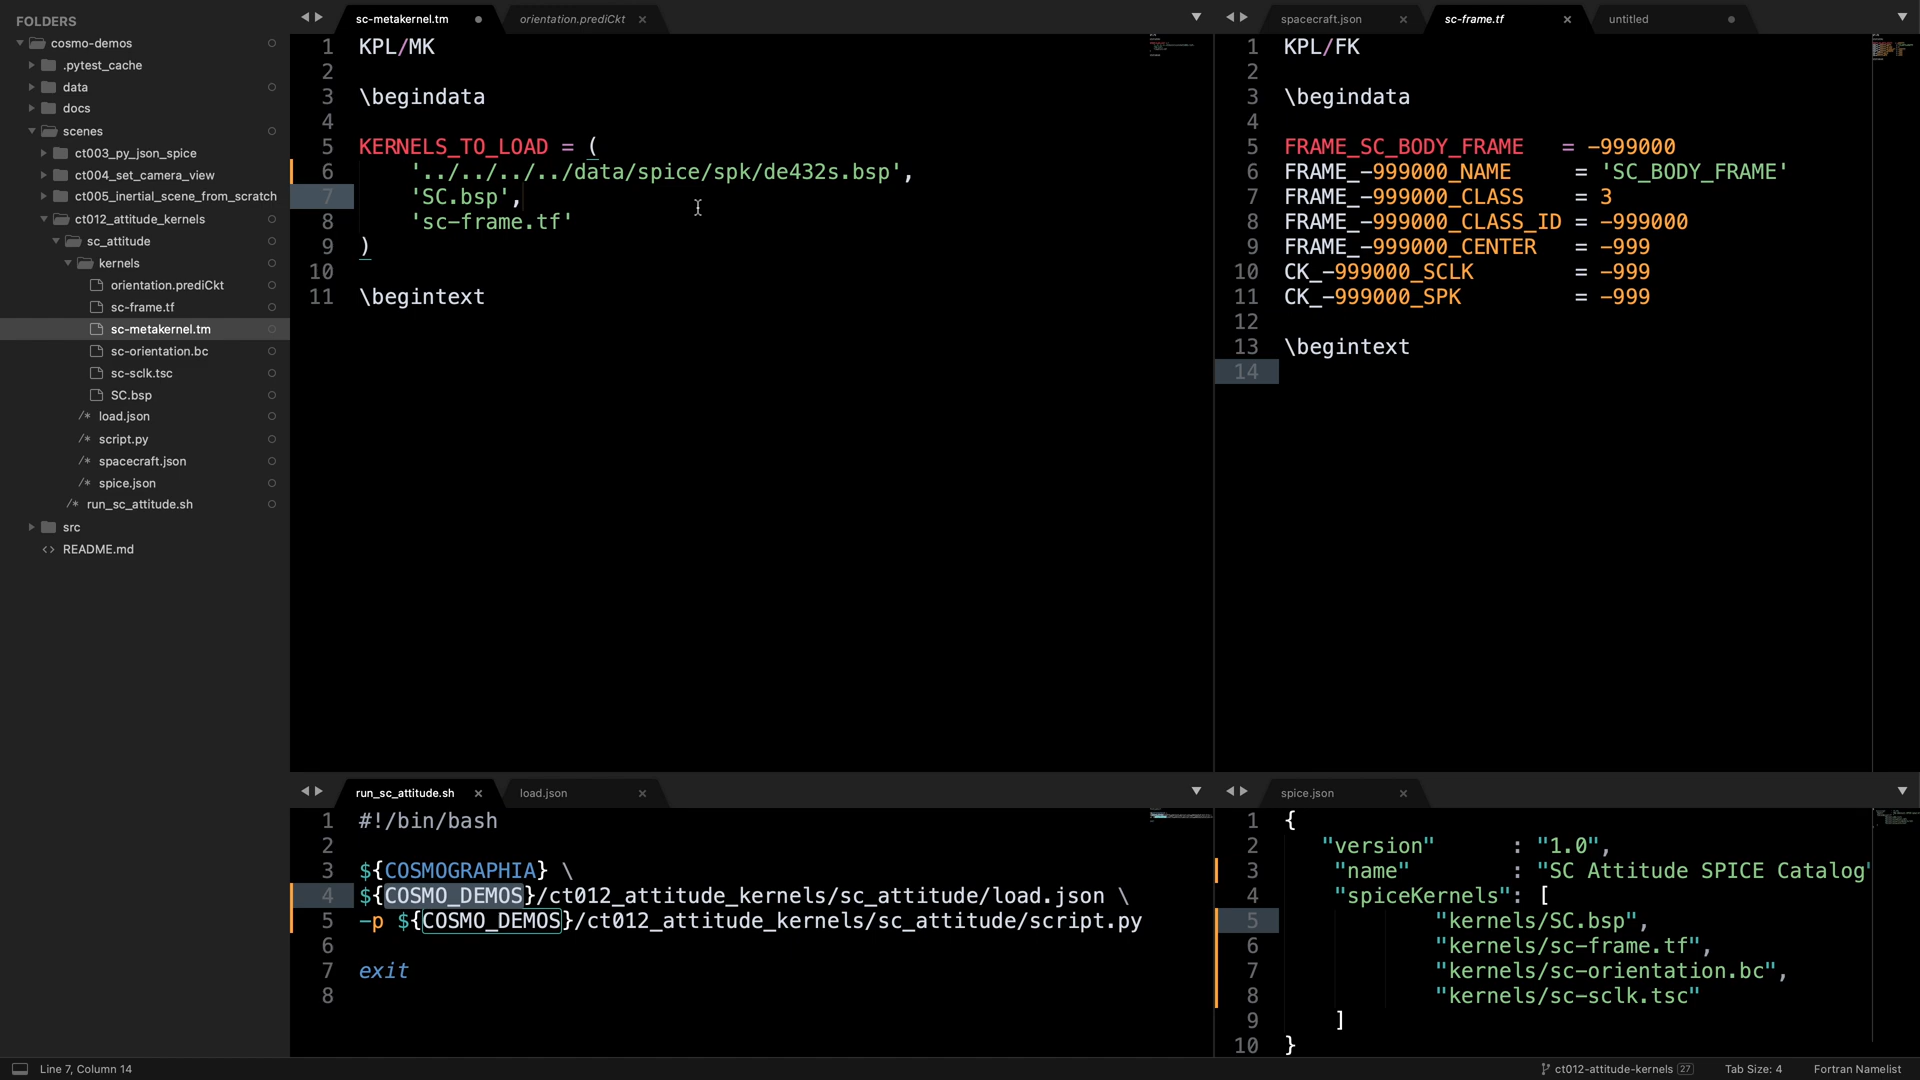 FOLDERS
cosmo-demos
.pytest_cache
data
docs
scenes
ct003_py_json_spice
ct004_set_camera_view
ct005_inertial_scene_from_scratch
ct012_attitude_kernels
sc_attitude
kernels
orientation.prediCkt
sc-frame.tf
sc-metakernel.tm
sc-orientation.bc
sc-sclk.tsc
SC.bsp
/* load.json
/* script.py
/* spacecraft.json
/* spice.json
/* run_sc_attitude.sh
src
<> README.md
sc-metakernel.tm orientation.prediCkt
1 KPL/MK
2
3 \begindata
4
5 KERNELS_TO_LOAD = (
6 '../../../../data/spice/spk/de432s.bsp',
7 'SC.bsp',
8 'sc-frame.tf'
9 )
10
11 \begintext
spacecraft.json sc-frame.tf untitled
1 KPL/FK
2
3 \begindata
4
5 FRAME_SC_BODY_FRAME = -999000
6 FRAME_-999000_NAME = 'SC_BODY_FRAME'
7 FRAME_-999000_CLASS = 3
8 FRAME_-999000_CLASS_ID = -999000
9 FRAME_-999000_CENTER = -999
10 CK_-999000_SCLK = -999
11 CK_-999000_SPK = -999
12
13 \begintext
14
run_sc_attitude.sh load.json
1 #!/bin/bash
2
3 ${COSMOGRAPHIA} \
4 ${COSMO_DEMOS}/ct012_attitude_kernels/sc_attitude/load.json \
5 -p ${COSMO_DEMOS}/ct012_attitude_kernels/sc_attitude/script.py
6
7 exit
8
spice.json
1 {
2 "version" : "1.0",
3 "name" : "SC Attitude SPICE Catalog"
4 "spiceKernels": [
5 "kernels/SC.bsp",
6 "kernels/sc-frame.tf",
7 "kernels/sc-orientation.bc",
8 "kernels/sc-sclk.tsc"
9 ]
10 }
Line 7, Column 14
ct012-attitude-kernels 27 Tab Size: 4 Fortran Namelist